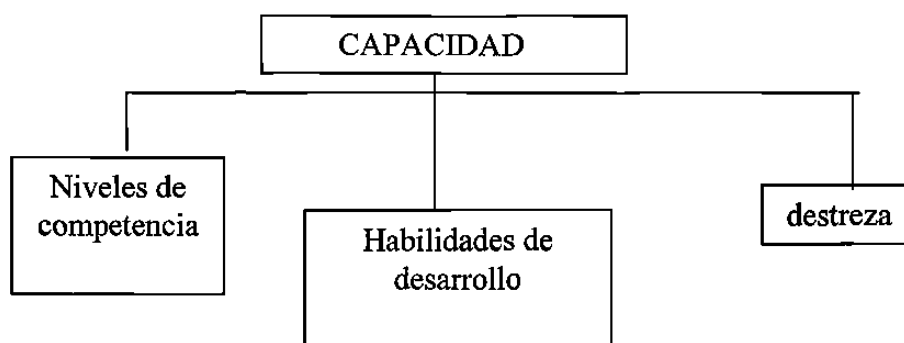 CAPACIDAD
Niveles de
competencia
Habilidades de
desarrollo
destreza